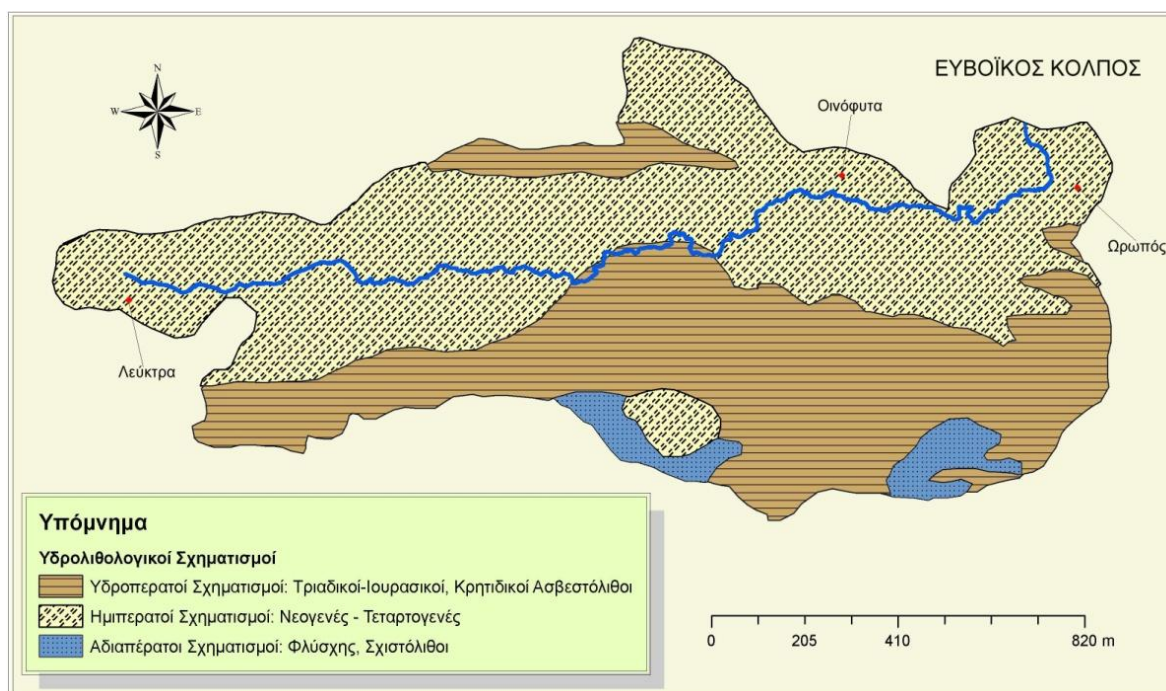 N
W
E
S
ΕΥΒΟΪΚΟΣ ΚΟΛΠΟΣ
Οινόφυτα
Ωρωπός
Λεύκτρα
Υπόμνημα
Υδρολιθολογικοί Σχηματισμοί
Υδροπερατοί Σχηματισμοί: Τριαδικοί-Ιουρασικοί, Κρητιδικοί Ασβεστόλιθοι
Ημιπερατοί Σχηματισμοί: Νεογενές - Τεταρτογενές
Αδιαπέρατοι Σχηματισμοί: Φλύσχης, Σχιστόλιθοι
0 205 410 820 m